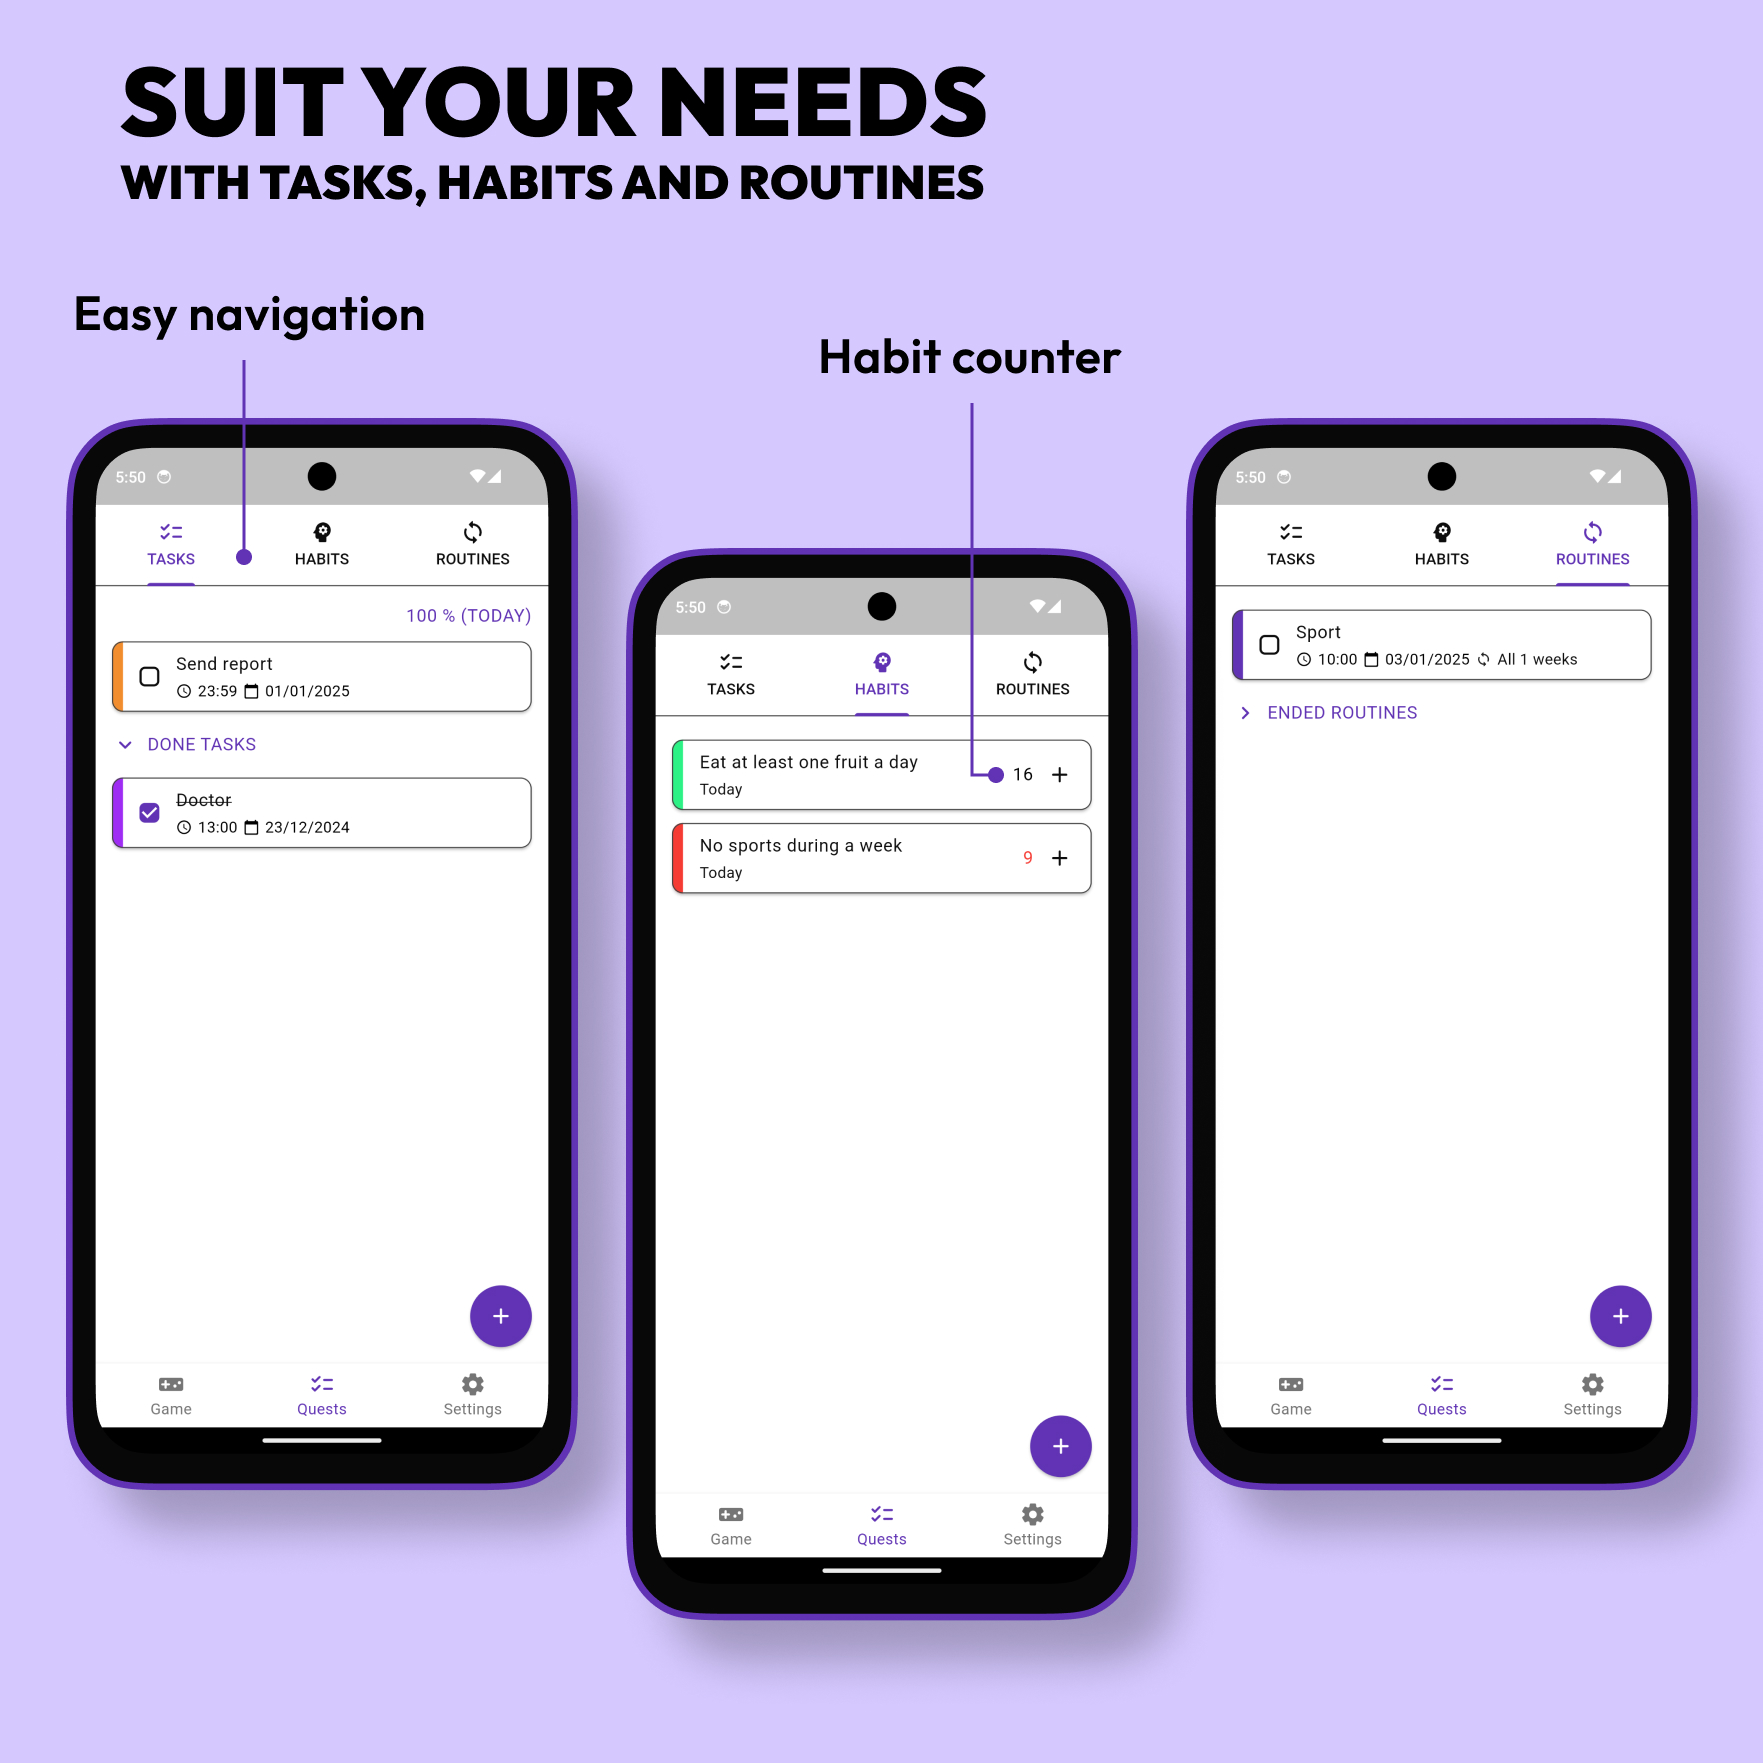 SUIT YOUR NEEDS
WITH TASKS, HABITS AND ROUTINES
Easy navigation
Habit counter
5:50
TASKS HABITS ROUTINES
100 % (TODAY)
Send report
23:59 01/01/2025
DONE TASKS
Doctor
13:00 23/12/2024
Game Quests Settings
5:50
TASKS HABITS ROUTINES
Eat at least one fruit a day
Today
16 +
No sports during a week
Today
9 +
+
Game Quests Settings
5:50
TASKS HABITS ROUTINES
Sport
10:00 03/01/2025 All 1 weeks
ENDED ROUTINES
+
Game Quests Settings